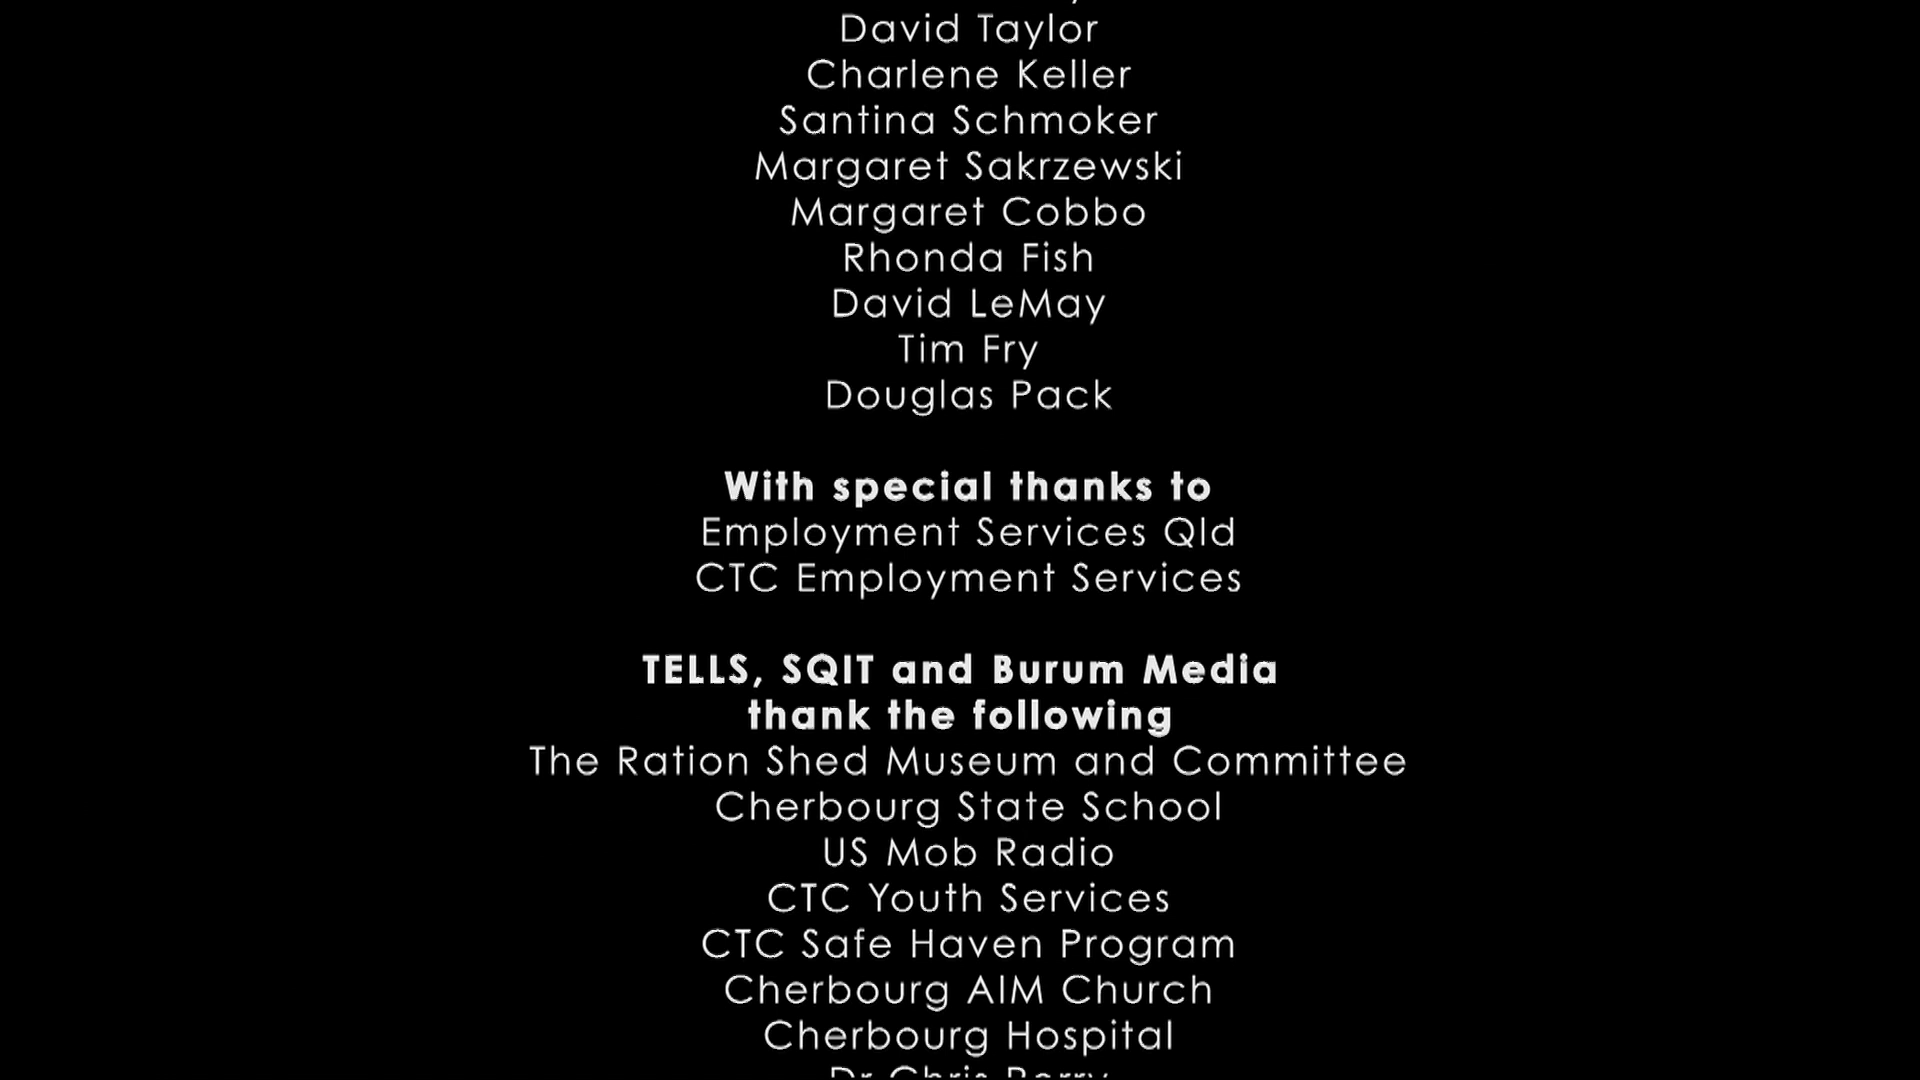 David Taylor
Charlene Keller
Santina Schmoker
Margaret Sakrzewski
Margaret Cobbo
Rhonda Fish
David LeMay
Tim Fry
Douglas Pack
With special thanks to
Employment Services Qld
CTC Employment Services
TELLS, SQIT and Burum Media
thank the following
The Ration Shed Museum and Committee
Cherbourg State School
US Mob Radio
CTC Youth Services
CTC Safe Haven Program
Cherbourg AIM Church
Cherbourg Hospital
Dr Chris